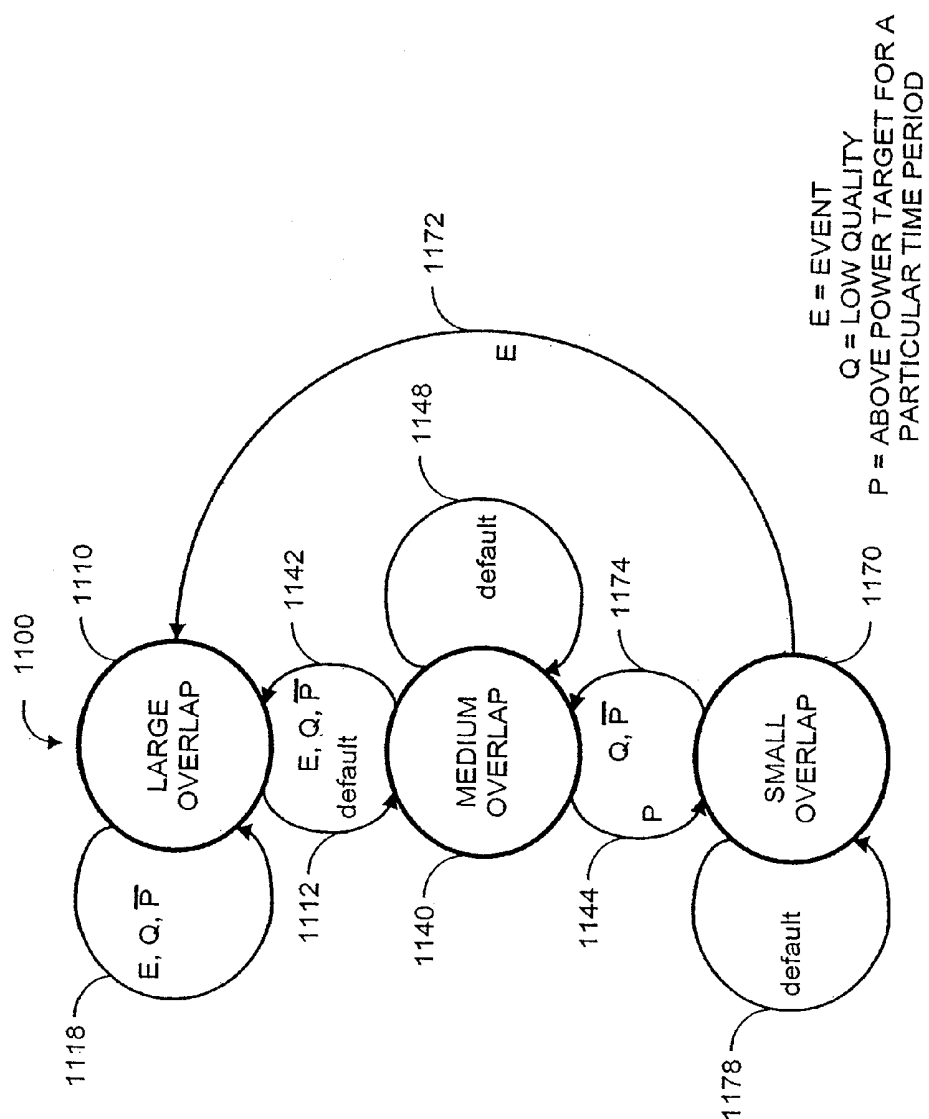 1100
1118
1110
E, Q, P̅
LARGE
OVERLAP
1142
1112
E, Q, P̅
default
1172
1148
1140
MEDIUM
OVERLAP
default
E
1174
1144
Q, P̅
P
1178
1170
default
SMALL
OVERLAP
E = EVENT
Q = LOW QUALITY
P = ABOVE POWER TARGET FOR A
PARTICULAR TIME PERIOD